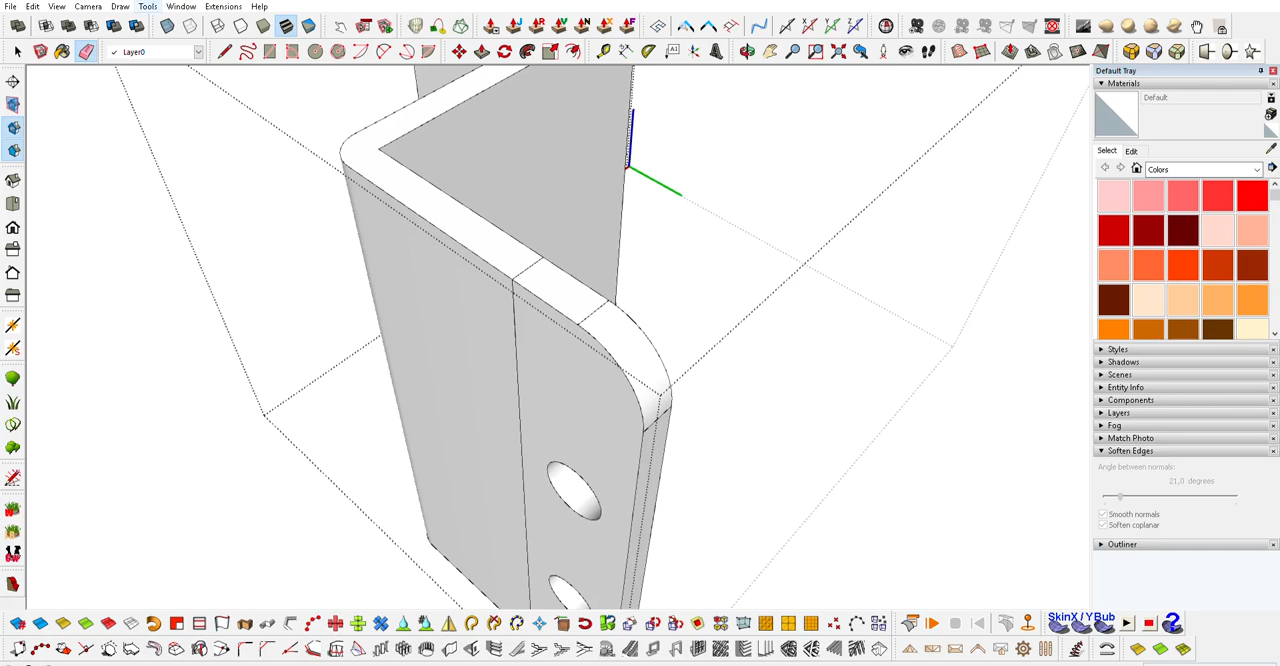 File Edit View Camera Draw Tools Window Extensions Help
Layer0
A1
Default Tray
Materials
Default
Select Edit
Colors
Styles
Shadows
Scenes
Entity Info
Components
Layers
Fog
Match Photo
Soften Edges
Angle between normals:
21,0 degrees
Smooth normals
Soften coplanar
Outliner
SkinX / YBub